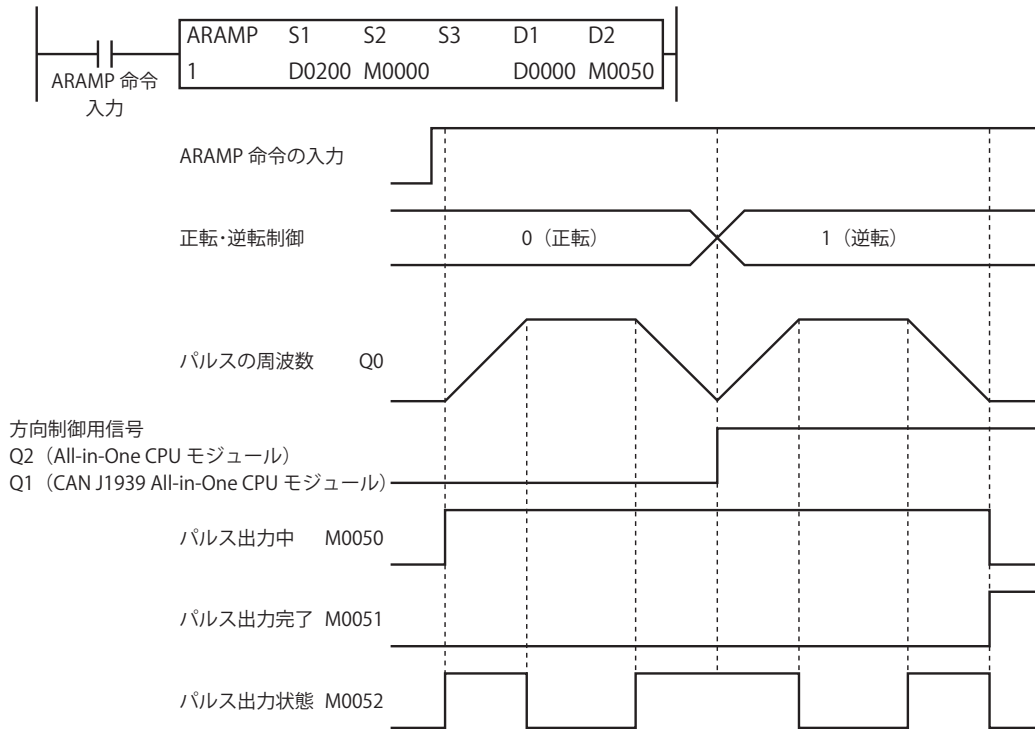 ARAMP S1 S2 S3 D1 D2
1 D0200 M0000 D0000 M0050
ARAMP 命令
入力
ARAMP 命令の入力
正転・逆転制御 0（正転） 1（逆転）
パルスの周波数 Q0
方向制御用信号
Q2（All-in-One CPU モジュール）
Q1（CAN J1939 All-in-One CPU モジュール）
パルス出力中 M0050
パルス出力完了 M0051
パルス出力状態 M0052